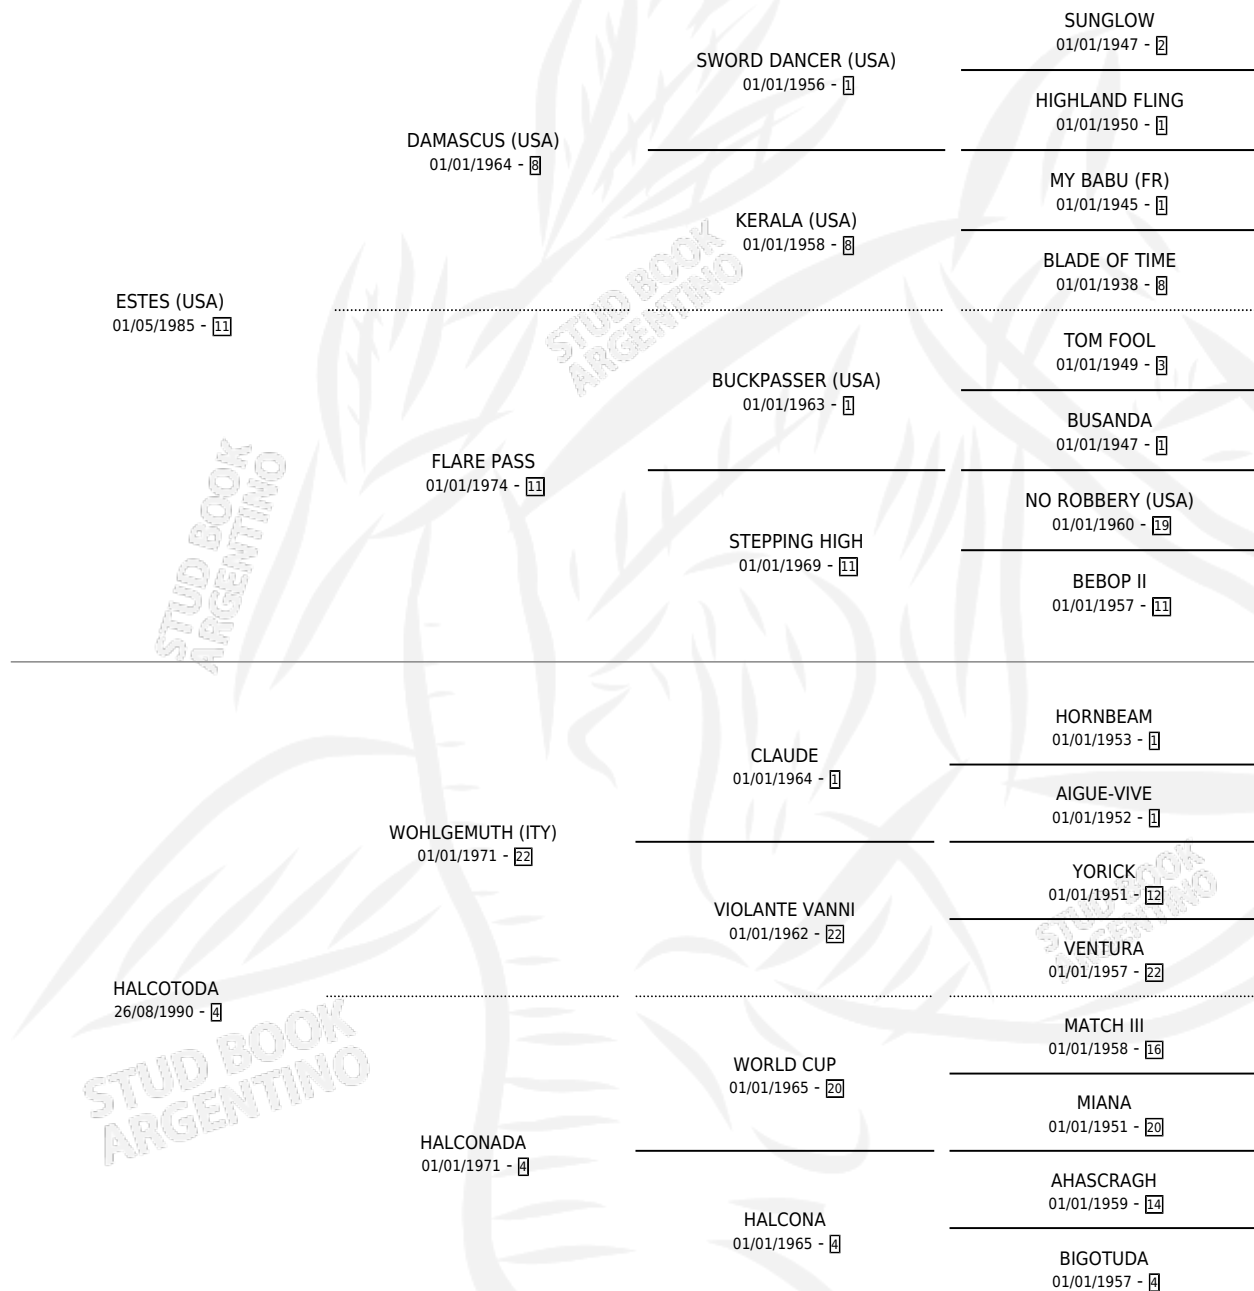 SUNGLOW
01/01/1947 - 2
SWORD DANCER (USA)
01/01/1956 - 1
HIGHLAND FLING
01/01/1950 - 1
DAMASCUS (USA)
01/01/1964 - 8
MY BABU (FR)
01/01/1945 - 1
KERALA (USA)
01/01/1958 - 8
BLADE OF TIME
01/01/1938 - 8
ESTES (USA)
01/05/1985 - 11
STUD BOOK
ARGENTINO
TOM FOOL
01/01/1949 - 3
BUCKPASSER (USA)
01/01/1963 - 1
BUSANDA
01/01/1947 - 1
FLARE PASS
01/01/1974 - 11
NO ROBBERY (USA)
01/01/1960 - 19
STEPPING HIGH
01/01/1969 - 11
BEBOP II
01/01/1957 - 11
STUD BOOK
ARGENTINO
HORNBEAM
01/01/1953 - 1
CLAUDE
01/01/1964 - 1
AIGUE-VIVE
01/01/1952 - 1
WOHLGEMUTH (ITY)
01/01/1971 - 22
YORICK
01/01/1951 - 12
VIOLANTE VANNI
01/01/1962 - 22
VENTURA
01/01/1957 - 22
STUD BOOK
ARGENTINO
HALCOTODA
26/08/1990 - 4
MATCH III
01/01/1958 - 16
WORLD CUP
01/01/1965 - 20
MIANA
01/01/1951 - 20
STUD BOOK
ARGENTINO
HALCONADA
01/01/1971 - 4
AHASCRAGH
01/01/1959 - 14
HALCONA
01/01/1965 - 4
BIGOTUDA
01/01/1957 - 4